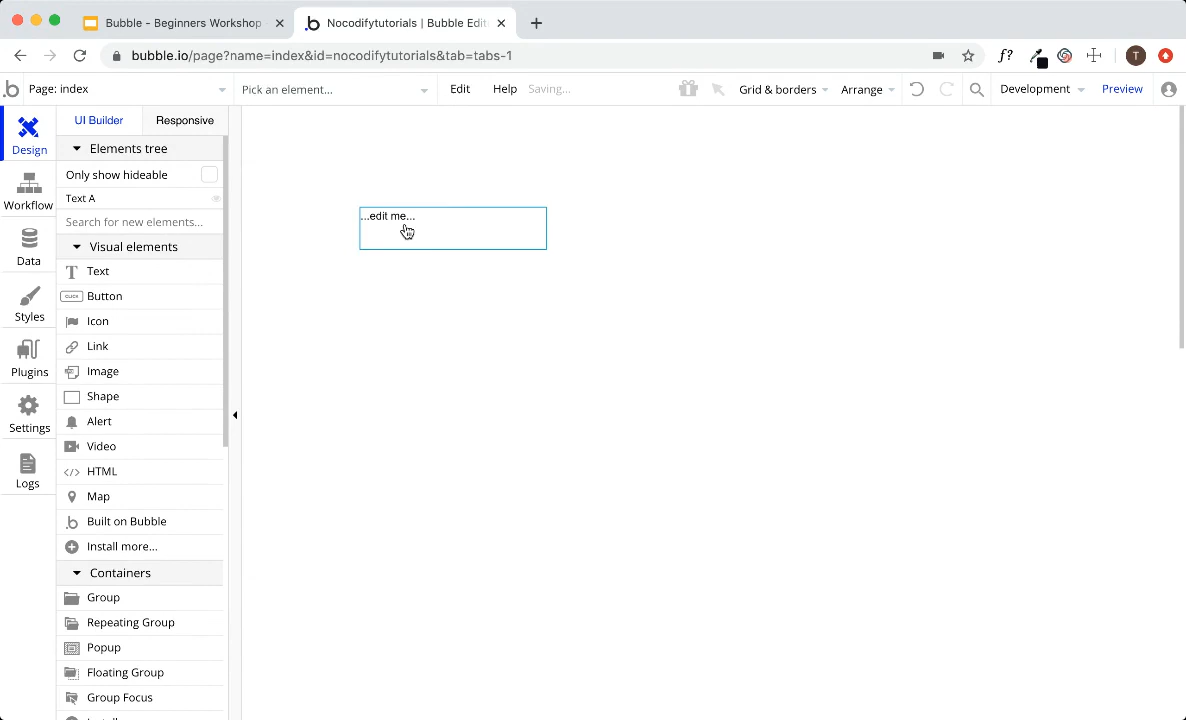 Bubble - Beginners Workshop
Nocodifytutorials | Bubble Edit
bubble.io/page?name=index&id=nocodifytutorials&tab=tabs-1
f?
T
Page: index
Pick an element...
Edit
Help
Saving...
Grid & borders
Arrange
Development
Preview
Design
Workflow
Data
Styles
Plugins
Settings
Logs
UI Builder
Responsive
Elements tree
Only show hideable
Text A
Search for new elements...
Visual elements
T Text
CLICK Button
Icon
Link
Image
Shape
Alert
Video
</> HTML
Map
Built on Bubble
Install more...
Containers
Group
Repeating Group
Popup
Floating Group
Group Focus
...edit me...